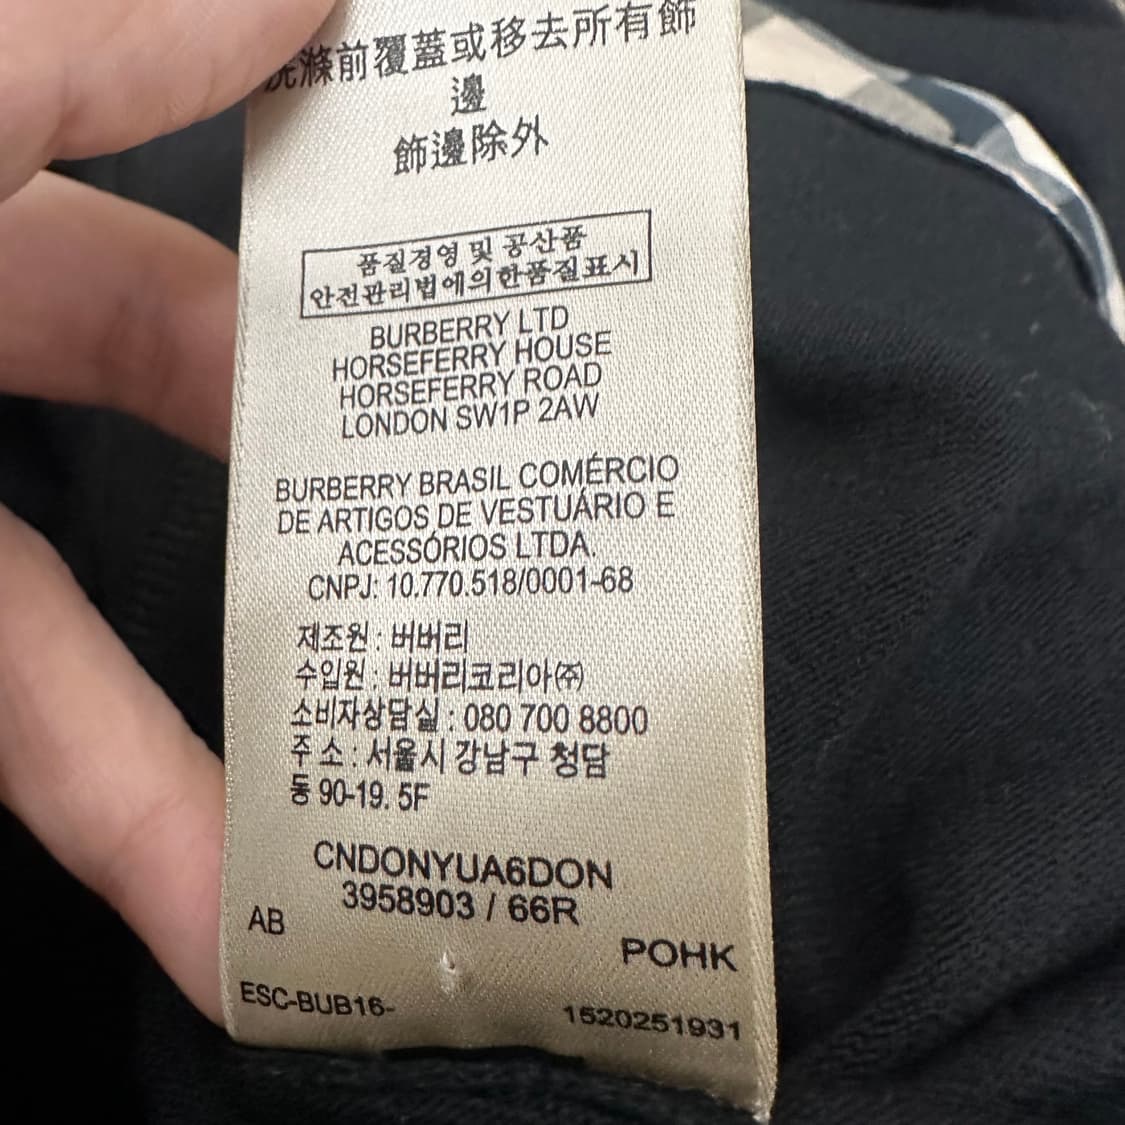 洗滌前覆蓋或移去所有飾
邊
飾邊除外
품질경영 및 공산품
안전관리법에의한품질표시
BURBERRY LTD
HORSEFERRY HOUSE
HORSEFERRY ROAD
LONDON SW1P 2AW
BURBERRY BRASIL COMÉRCIO
DE ARTIGOS DE VESTUÁRIO E
ACESSÓRIOS LTDA.
CNPJ: 10.770.518/0001-68
제조원 : 버버리
수입원 : 버버리코리아㈜
소비자상담실 : 080 700 8800
주 소 : 서울시 강남구 청담
동 90-19. 5F
CNDONYUA6DON
3958903 / 66R
AB
POHK
ESC-BUB16-
1520251931